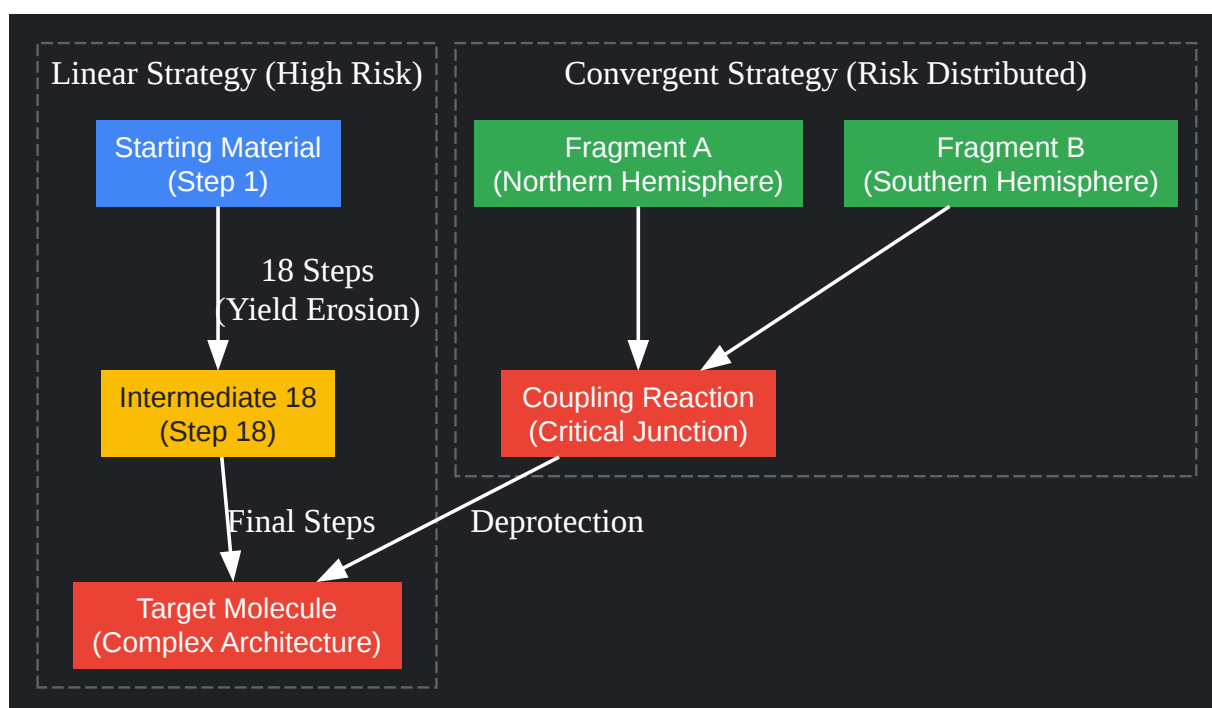 Linear Strategy (High Risk)
Starting Material
(Step 1)
18 Steps
(Yield Erosion)
Intermediate 18
(Step 18)
Final Steps
Target Molecule
(Complex Architecture)
Convergent Strategy (Risk Distributed)
Fragment A
(Northern Hemisphere)
Fragment B
(Southern Hemisphere)
Coupling Reaction
(Critical Junction)
Deprotection